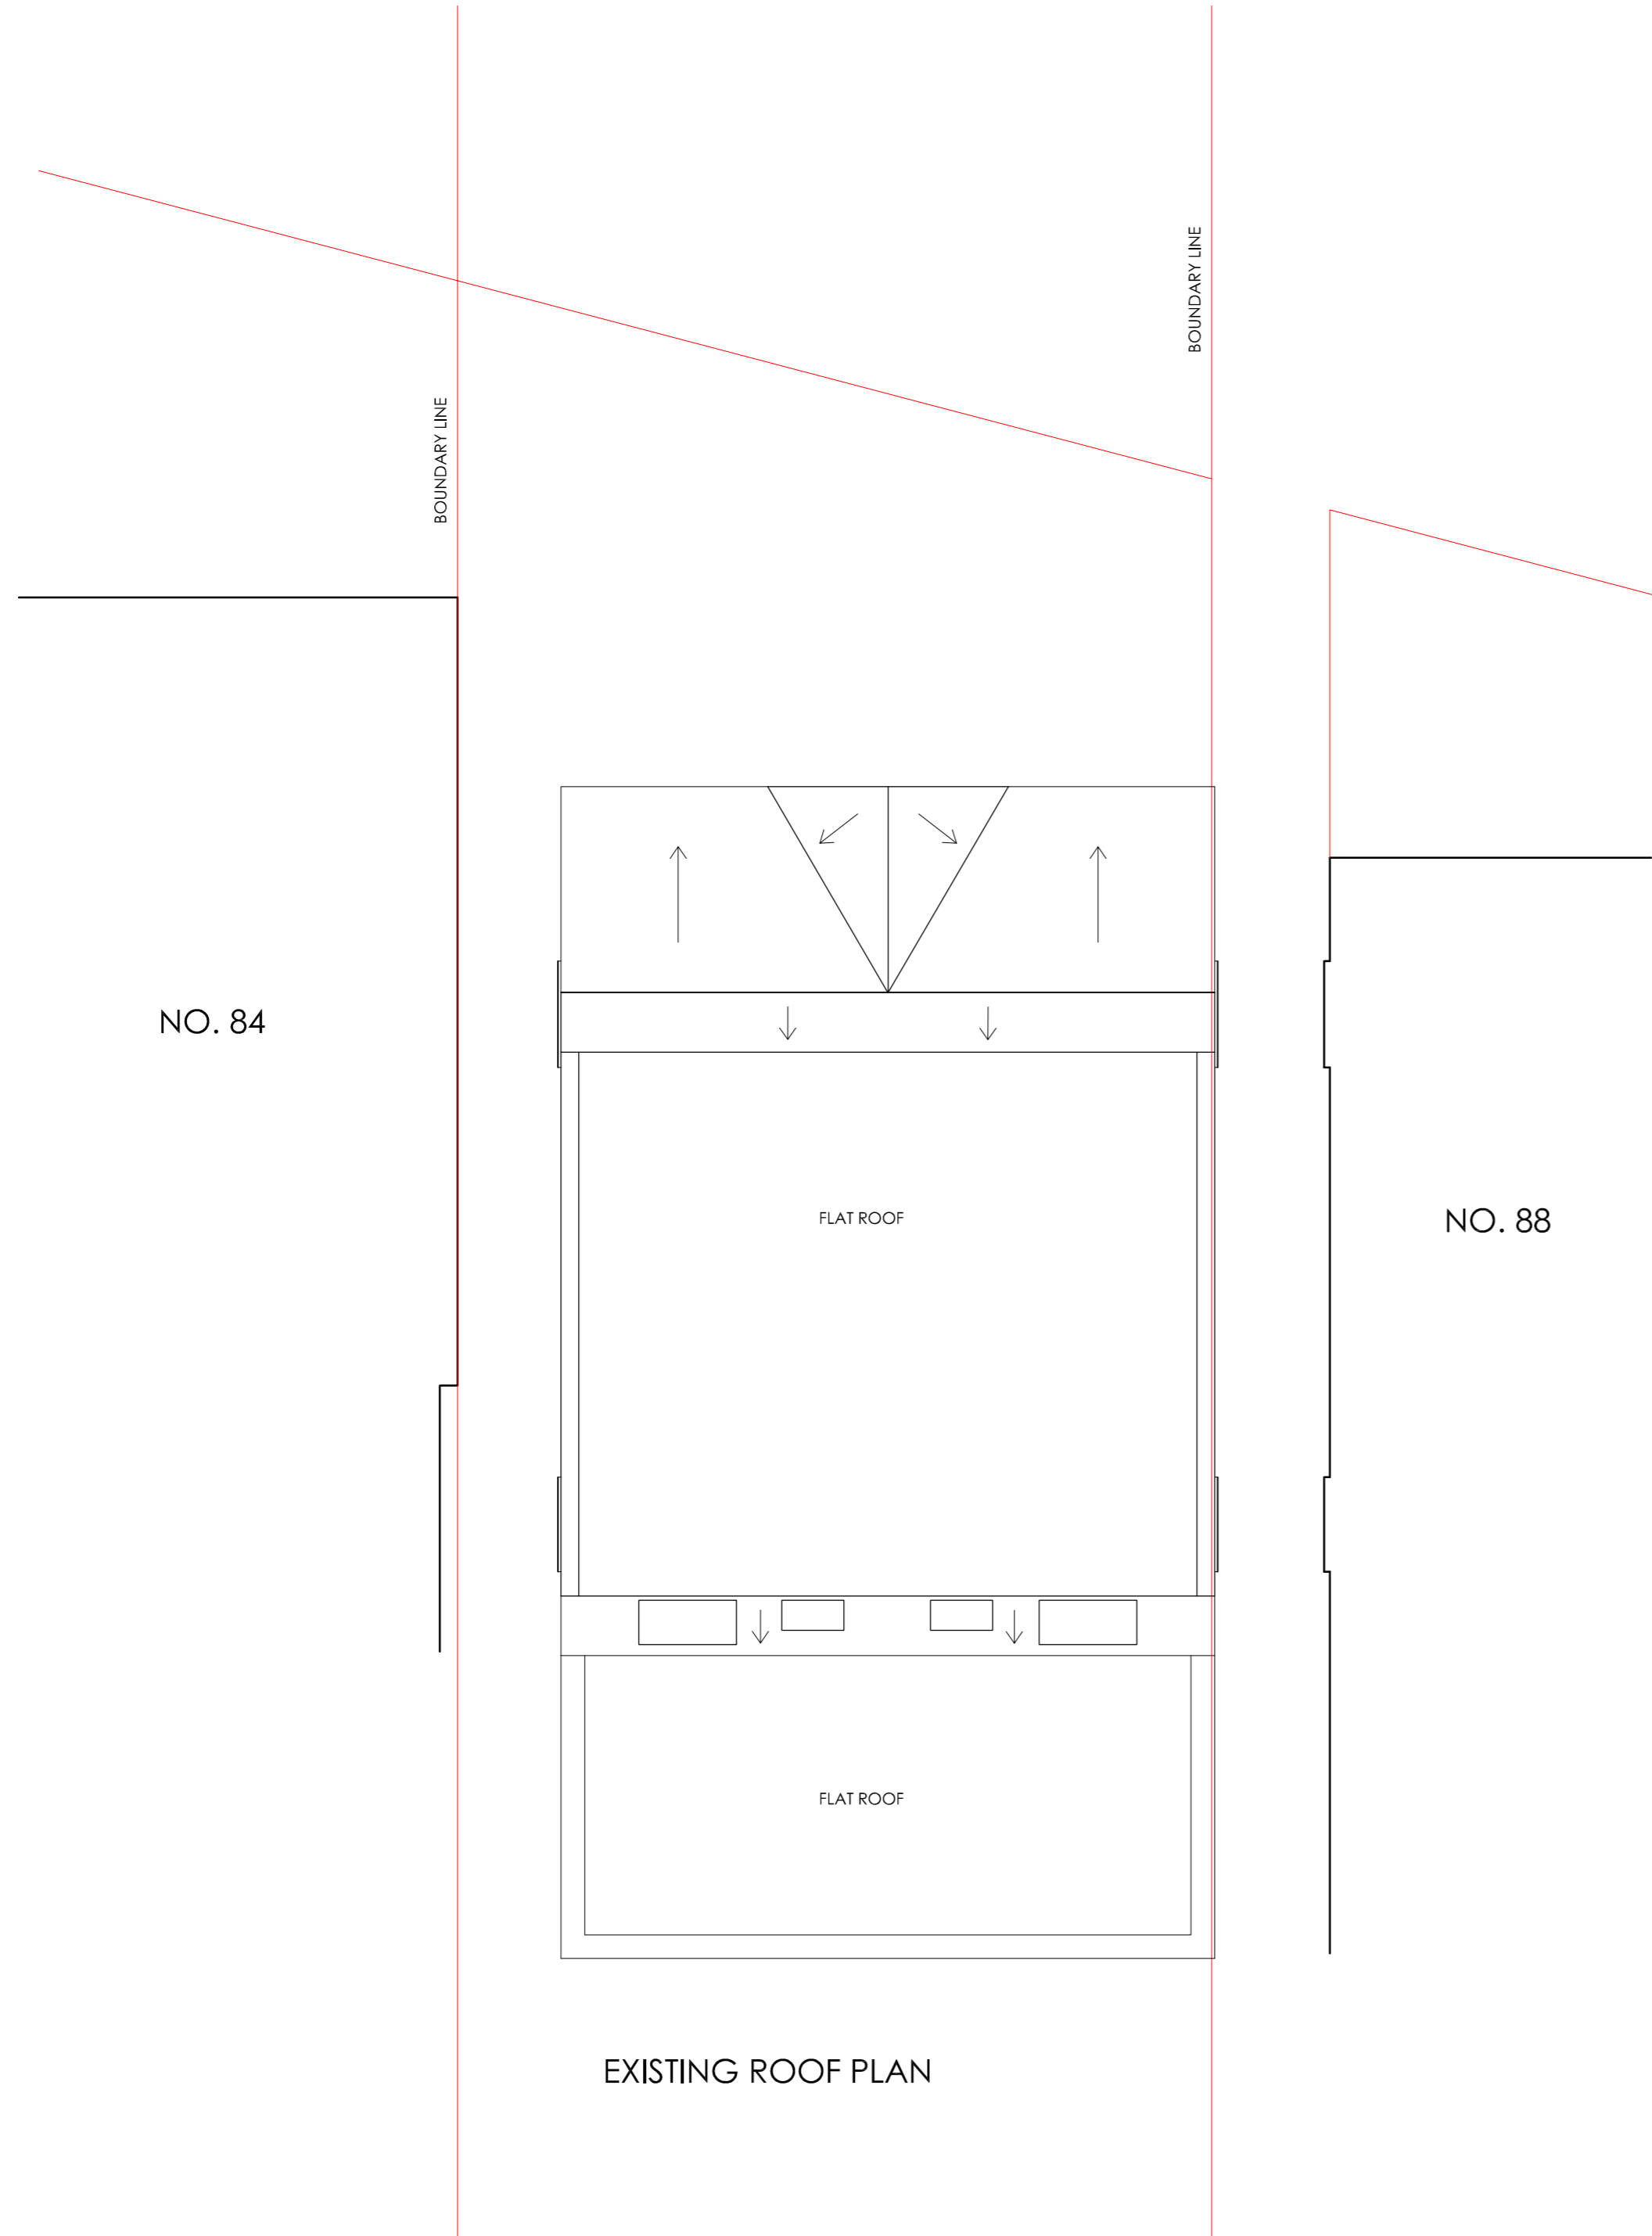 BOUNDARY LINE
BOUNDARY LINE
NO. 84
FLAT ROOF
NO. 88
FLAT ROOF
EXISTING ROOF PLAN